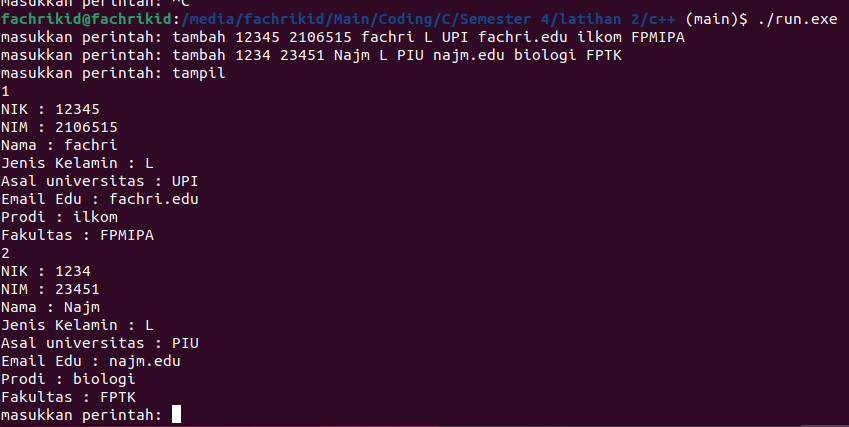 masukkan perintah: ^C
fachrikid@fachrikid:/media/fachrikid/Main/Coding/C/Semester 4/latihan 2/c++ (main)$ ./run.exe
masukkan perintah: tambah 12345 2106515 fachri L UPI fachri.edu ilkom FPMIPA
masukkan perintah: tambah 1234 23451 Najm L PIU najm.edu biologi FPTK
masukkan perintah: tampil
1
NIK : 12345
NIM : 2106515
Nama : fachri
Jenis Kelamin : L
Asal universitas : UPI
Email Edu : fachri.edu
Prodi : ilkom
Fakultas : FPMIPA
2
NIK : 1234
NIM : 23451
Nama : Najm
Jenis Kelamin : L
Asal universitas : PIU
Email Edu : najm.edu
Prodi : biologi
Fakultas : FPTK
masukkan perintah: